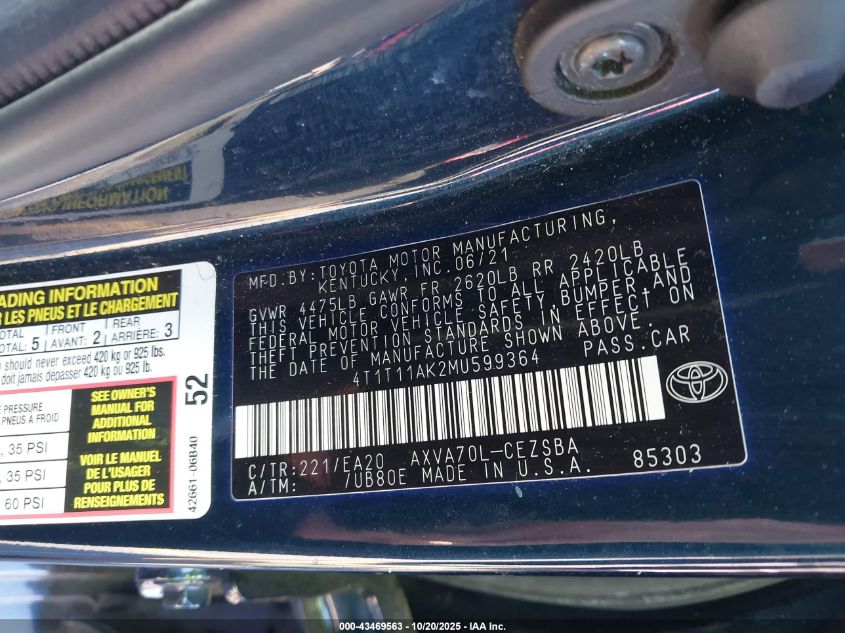 MFD.BY: TOYOTA MOTOR MANUFACTURING,
KENTUCKY, INC. 06/21
GVWR 4475LB GAWR FR 2620LB RR 2420LB
THIS VEHICLE CONFORMS TO ALL APPLICABLE
FEDERAL MOTOR VEHICLE SAFETY, BUMPER, AND
THEFT PREVENTION STANDARDS IN EFFECT ON
THE DATE OF MANUFACTURE SHOWN ABOVE.
4T1T11AK2MU599364 PASS.CAR
C/TR:221/EA20 AXVA70L-CEZSBA
A/TM: /UB80E MADE IN U.S.A. 85303
ADING INFORMATION
R LES PNEUS ET LE CHARGEMENT
TOTAL 5 FRONT 2 REAR 3
TOTAL: AVANT: ARRIÈRE:
should never exceed 420 kg or 925 lbs.
doit jamais dépasser 420 kg ou 925 lb.
PRESSURE
PNEUS À FROID
35 PSI
35 PSI
60 PSI
SEE OWNER'S
MANUAL FOR
ADDITIONAL
INFORMATION
VOIR LE MANUEL
DE L'USAGER
POUR PLUS DE
RENSEIGNEMENTS
52
42661-06B40
000-43469563 - 10/20/2025 - IAA Inc.